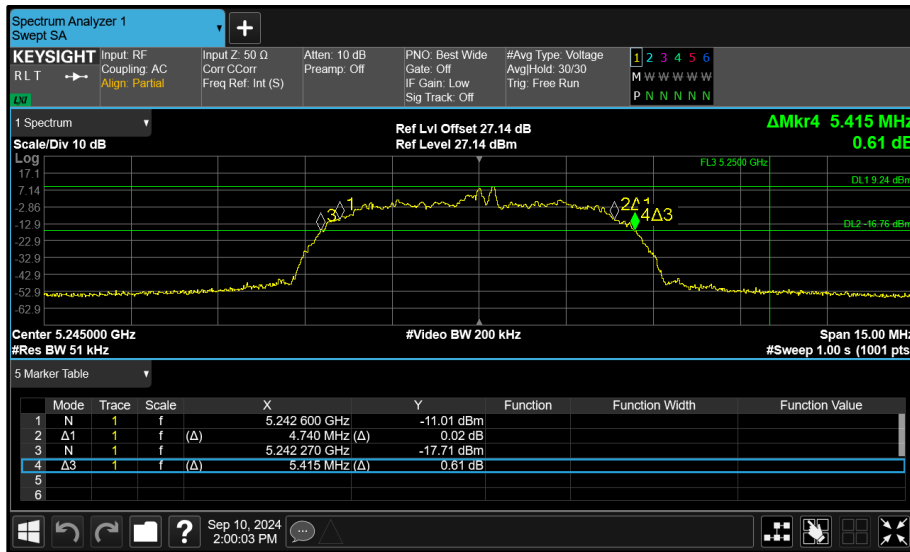 Spectrum Analyzer 1
Swept SA
+
KEYSIGHT Input: RF Input Z: 50 Ω Atten: 10 dB PNO: Best Wide #Avg Type: Voltage 1 2 3 4 5 6
R L T Coupling: AC Corr CCorr Preamp: Off Gate: Off Avg|Hold: 30/30 M W W W W W
Align: Partial Freq Ref: Int (S) IF Gain: Low Trig: Free Run P N N N N N
LXI Sig Track: Off
1 Spectrum ▼ Ref Lvl Offset 27.14 dB ΔMkr4 5.415 MHz
Scale/Div 10 dB Ref Level 27.14 dBm 0.61 dB
Log FL3 5.2500 GHz
17.1 DL1 9.24 dBm
7.14
-2.86 3 1 2Δ1
-12.9 4Δ3 DL2 -16.76 dBm
-22.9
-32.9
-42.9
-52.9
-62.9
Center 5.245000 GHz #Video BW 200 kHz Span 15.00 MHz
#Res BW 51 kHz #Sweep 1.00 s (1001 pts
5 Marker Table ▼
Mode Trace Scale X Y Function Function Width Function Value
1 N 1 f 5.242 600 GHz -11.01 dBm
2 Δ1 1 f (Δ) 4.740 MHz (Δ) 0.02 dB
3 N 1 f 5.242 270 GHz -17.71 dBm
4 Δ3 1 f (Δ) 5.415 MHz (Δ) 0.61 dB
5
6
? Sep 10, 2024
2:00:03 PM